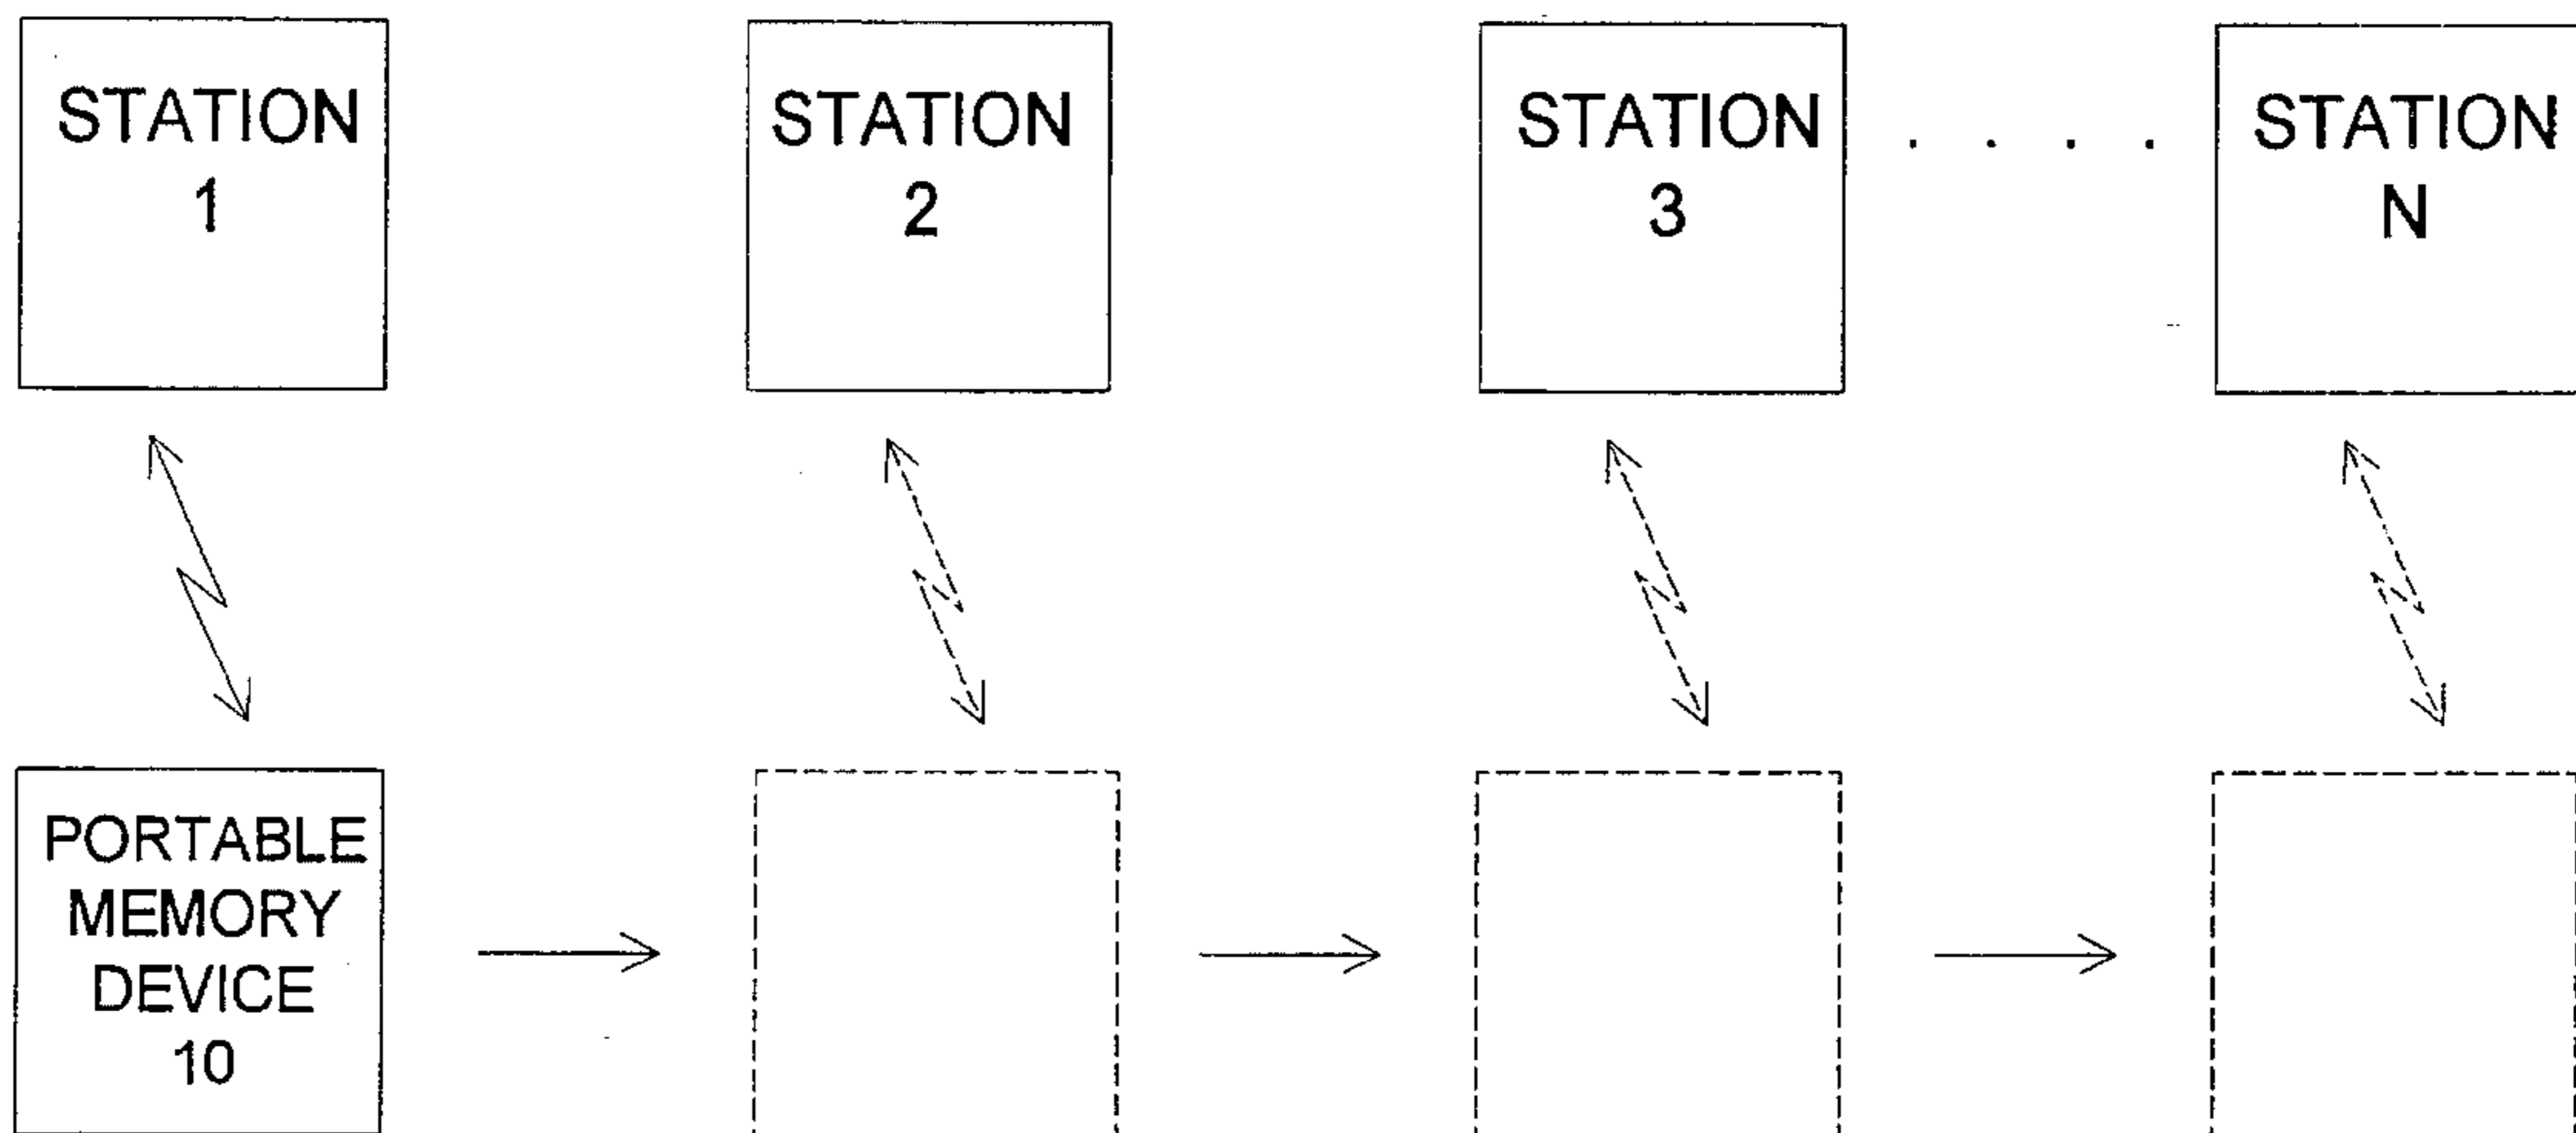 STATION
1
STATION
2
STATION
3
. . . .
STATION
N
PORTABLE
MEMORY
DEVICE
10